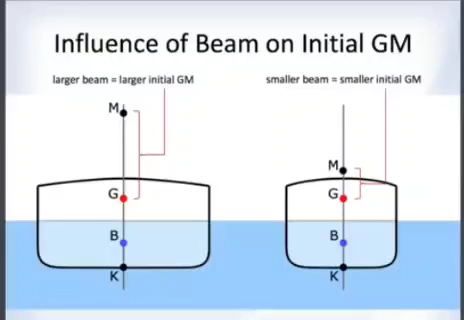 Influence of Beam on Initial GM
larger beam = larger initial GM
smaller beam = smaller initial GM
M
M
G
G
B
B
K
K